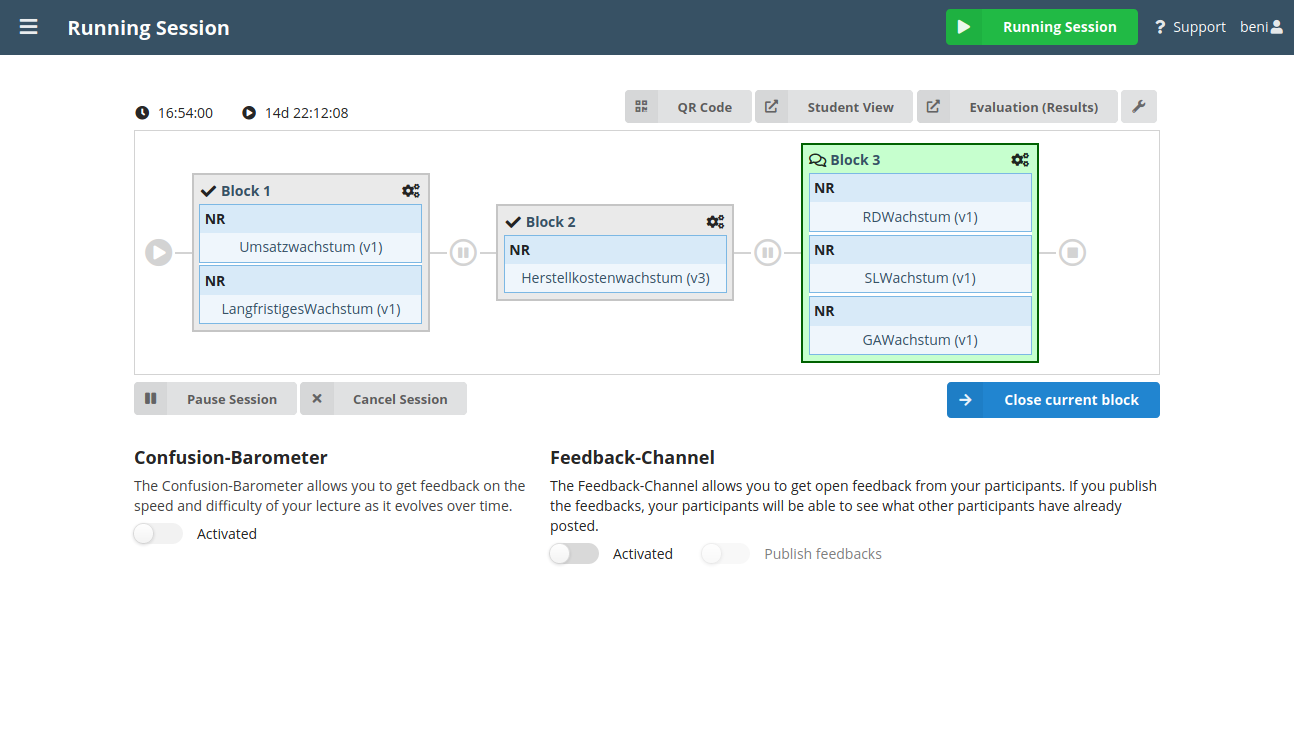 Running Session
Running Session
? Support
beni
16:54:00
14d 22:12:08
QR Code
Student View
Evaluation (Results)
Block 1
NR
Umsatzwachstum (v1)
NR
LangfristigesWachstum (v1)
Block 2
NR
Herstellkostenwachstum (v3)
Block 3
NR
RDWachstum (v1)
NR
SLWachstum (v1)
NR
GAWachstum (v1)
Pause Session
Cancel Session
Close current block
Confusion-Barometer
The Confusion-Barometer allows you to get feedback on the
speed and difficulty of your lecture as it evolves over time.
Activated
Feedback-Channel
The Feedback-Channel allows you to get open feedback from your participants. If you publish
the feedbacks, your participants will be able to see what other participants have already
posted.
Activated
Publish feedbacks